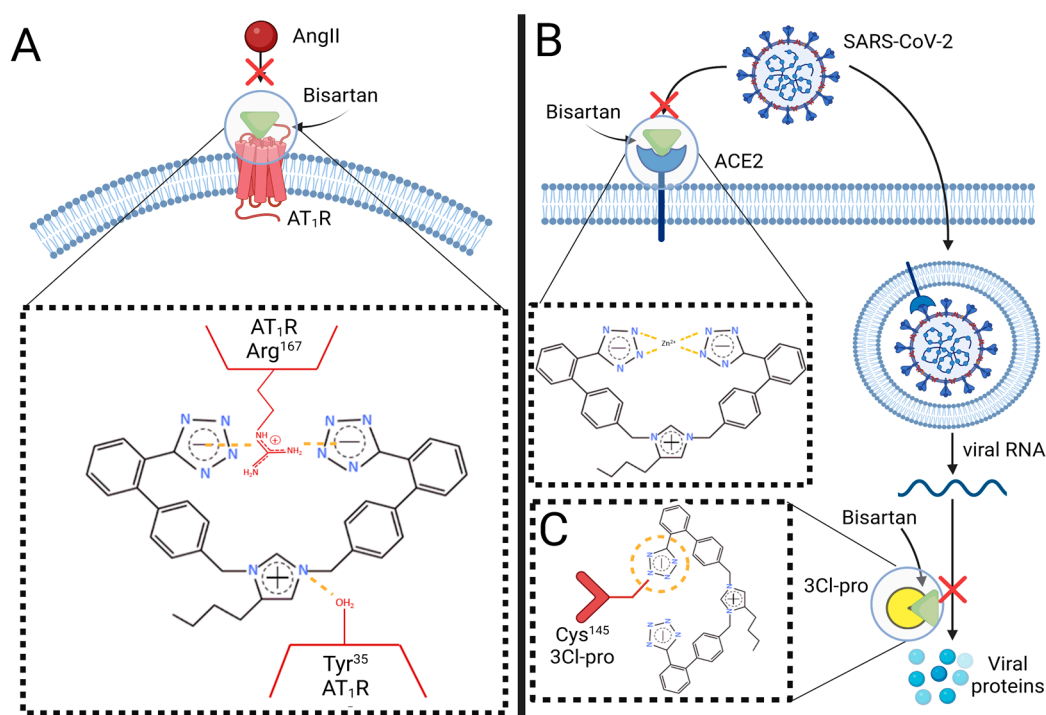 A
AngII
Bisartan
AT₁R
AT₁R
Arg¹⁶⁷
N
N
N
N
NH
⊕
NH₂
H₂N
N
N
N
N
N
N
OH₂
Tyr³⁵
AT₁R
B
SARS-CoV-2
Bisartan
ACE2
N
N
N
N
Zn²⁺
N
N
N
N
N
N
viral RNA
Bisartan
3Cl-pro
Viral
proteins
C
N
N
N
N
N
N
N
N
N
N
Cys¹⁴⁵
3Cl-pro